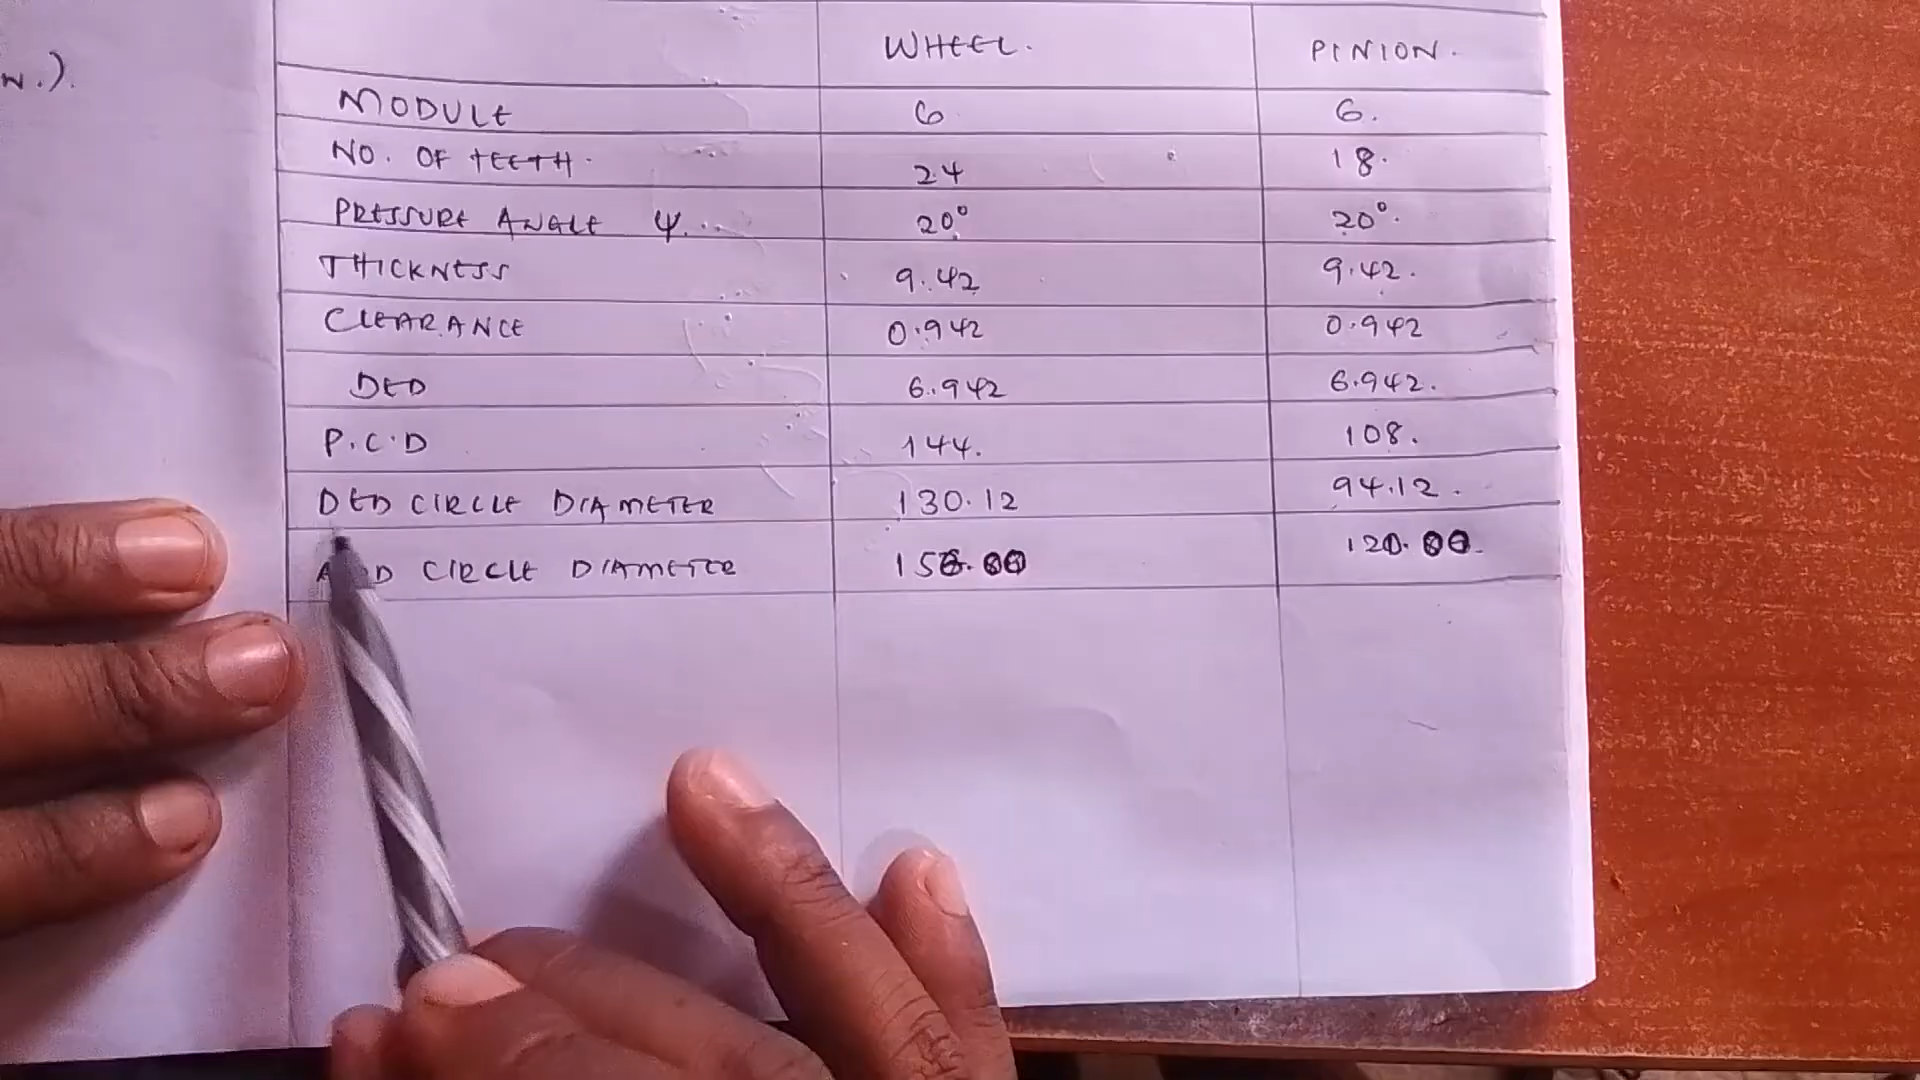 N.).
WHEEL. PINION.
MODULE 6 6.
NO. OF TEETH. 24 18.
PRESSURE ANGLE Ψ... 20° 20°.
THICKNESS 9.42 9.42.
CLEARANCE 0.942 0.942
DED 6.942 6.942.
P.C.D 144. 108.
DED CIRCLE DIAMETER 130.12 94.12.
CIRCLE DIAMETER 156.00 120.00